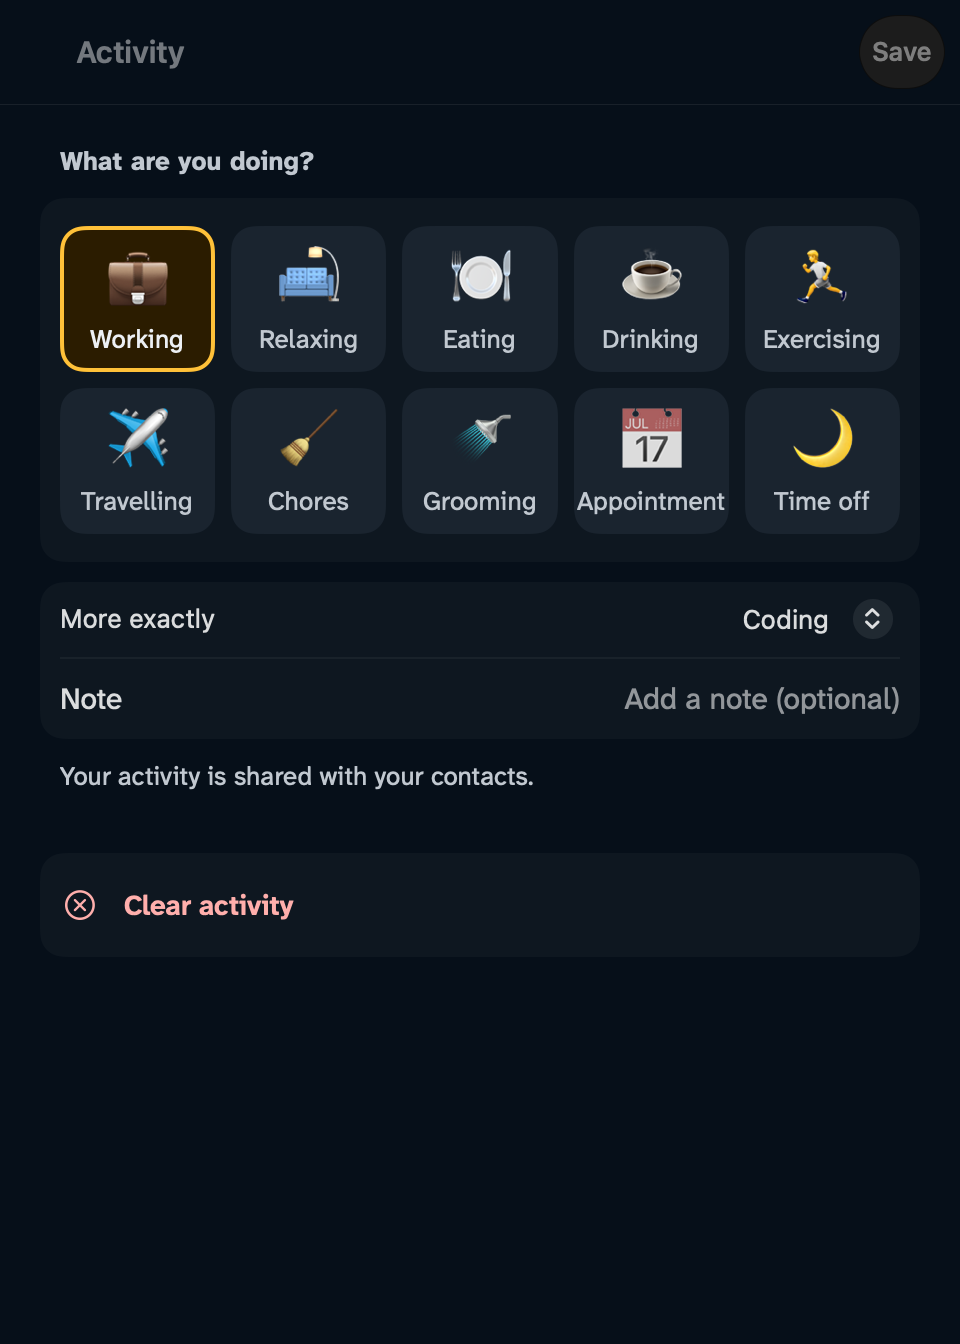 Activity
Save
What are you doing?
Working
Relaxing
Eating
Drinking
Exercising
JUL
17
Travelling
Chores
Grooming
Appointment
Time off
More exactly
Coding
Note
Add a note (optional)
Your activity is shared with your contacts.
Clear activity